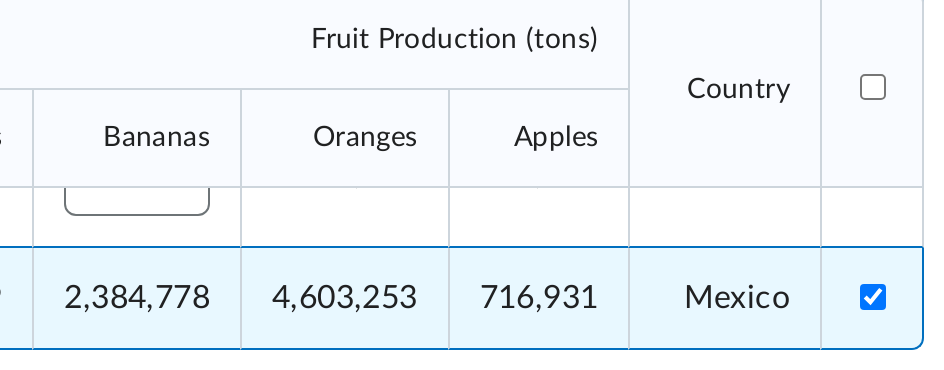 Fruit Production (tons)
Country
Bananas Oranges Apples
2,384,778 4,603,253 716,931 Mexico